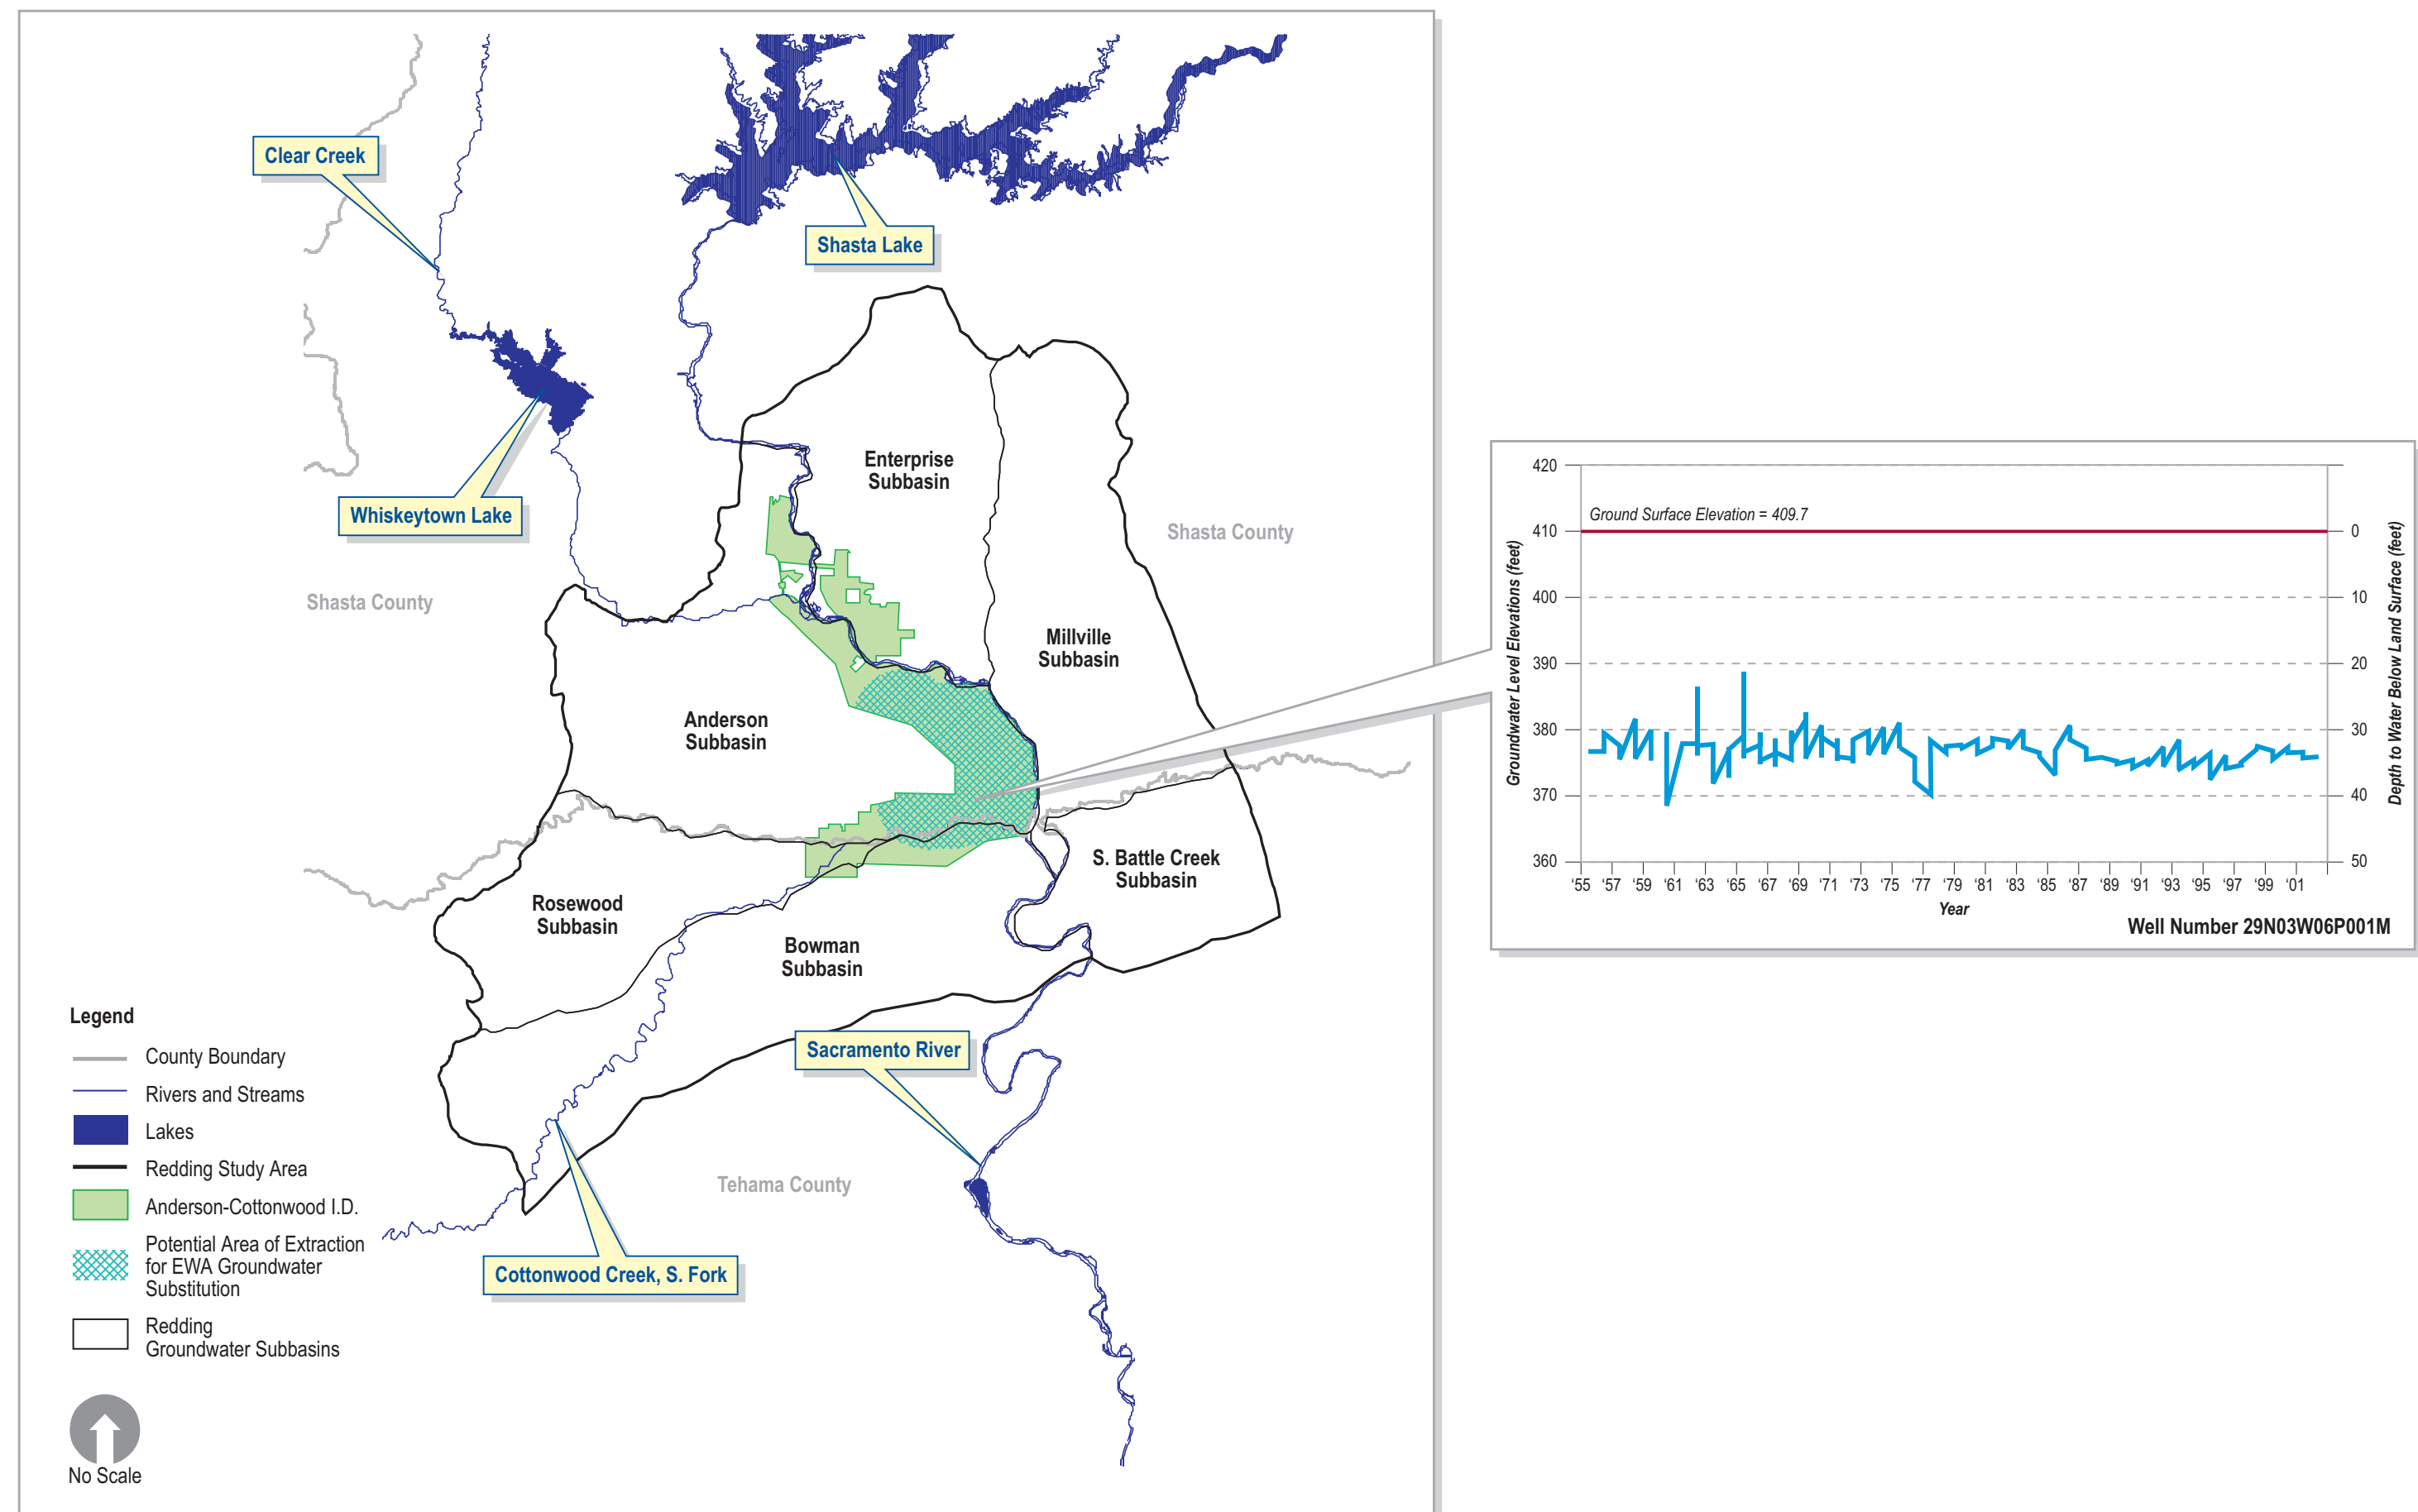 Clear Creek
Shasta Lake
Whiskeytown Lake
Enterprise
Subbasin
Shasta County
Shasta County
Millville
Subbasin
Anderson
Subbasin
S. Battle Creek
Subbasin
Rosewood
Subbasin
Bowman
Subbasin
Sacramento River
Tehama County
Cottonwood Creek, S. Fork
Legend
County Boundary
Rivers and Streams
Lakes
Redding Study Area
Anderson-Cottonwood I.D.
Potential Area of Extraction
for EWA Groundwater
Substitution
Redding
Groundwater Subbasins
No Scale
Groundwater Level Elevations (feet)
420
410
400
390
380
370
360
Ground Surface Elevation = 409.7
0
10
20
30
40
50
Depth to Water Below Land Surface (feet)
‘55 ‘57 ‘59 ‘61 ‘63 ‘65 ‘67 ‘69 ‘71 ‘73 ‘75 ‘77 ‘79 ‘81 ‘83 ‘85 ‘87 ‘89 ‘91 ‘93 ‘95 ‘97 ‘99 ‘01
Year
Well Number 29N03W06P001M